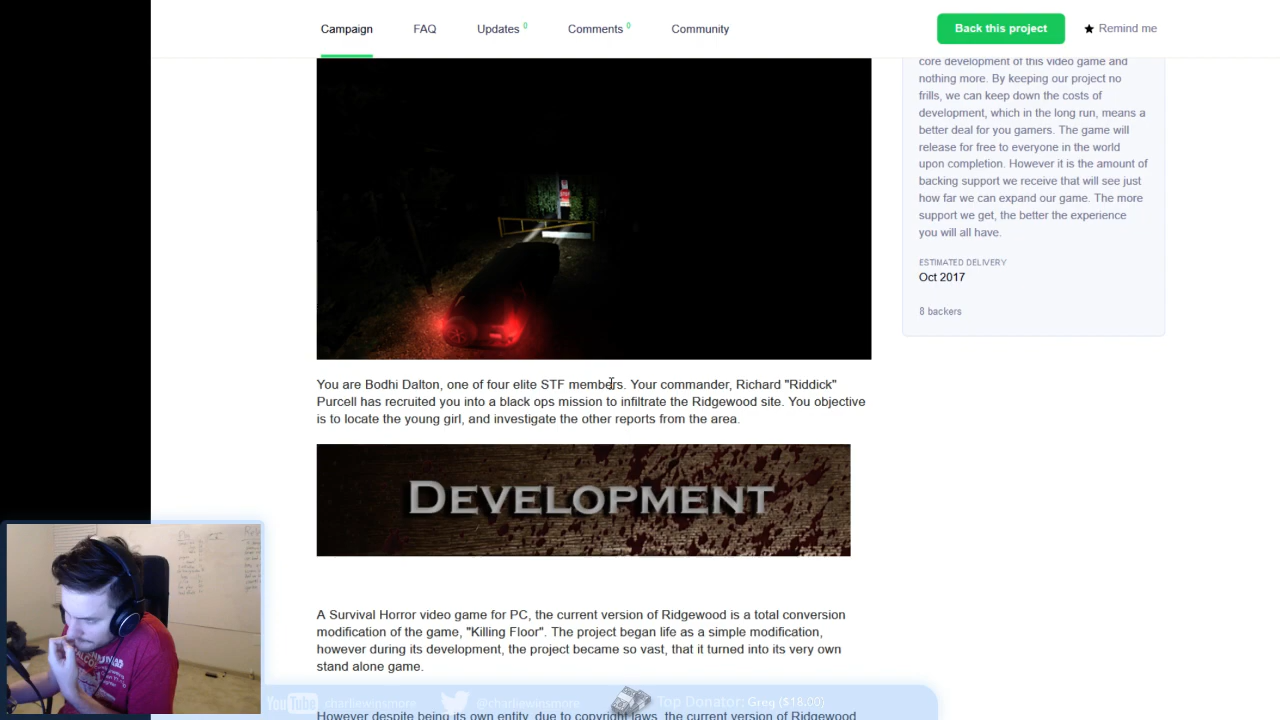 Campaign FAQ Updates 0 Comments 0 Community Back this project ★ Remind me
core development of this video game and
nothing more. By keeping our project no
frills, we can keep down the costs of
development, which in the long run, means a
better deal for you gamers. The game will
release for free to everyone in the world
upon completion. However it is the amount of
backing support we receive that will see just
how far we can expand our game. The more
support we get, the better the experience
you will all have.
ESTIMATED DELIVERY
Oct 2017
8 backers
You are Bodhi Dalton, one of four elite STF members. Your commander, Richard "Riddick"
Purcell has recruited you into a black ops mission to infiltrate the Ridgewood site. You objective
is to locate the young girl, and investigate the other reports from the area.
DEVELOPMENT
A Survival Horror video game for PC, the current version of Ridgewood is a total conversion
modification of the game, "Killing Floor". The project began life as a simple modification,
however during its development, the project became so vast, that it turned into its very own
stand alone game.
However despite being its own entity, due to copyright laws, the current version of Ridgewood
YouTube charliewinsmore @charliewinsmore Top Donator: Greg ($18.00)